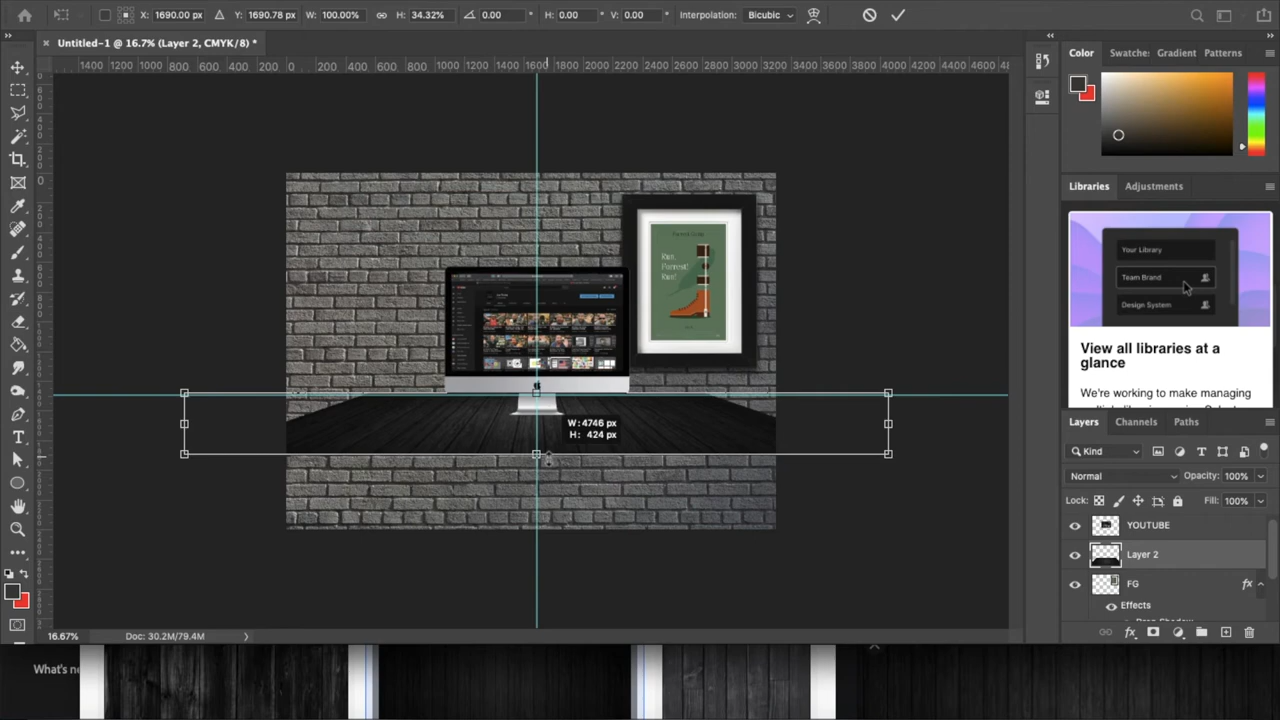 X: 1690.00 px Y: 1690.78 px W: 100.00% H: 34.32% 0.00 ° H: 0.00 ° V: 0.00 ° Interpolation: Bicubic
Untitled-1 @ 16.7% (Layer 2, CMYK/8) *
1400 1200 1000 800 600 400 200 0 200 400 600 800 1000 1200 1400 1600 1800 2000 2200 2400 2600 2800 3000 3200 3400 3600 3800 4000 4200 4400 4600
Color Swatche: Gradient Patterns
Libraries Adjustments
Your Library
Team Brand
Design System
View all libraries at a
glance
We're working to make managing
Run,
Parrot!
Run!
W: 4746 px
H: 424 px
Layers Channels Paths
Kind
Normal Opacity: 100%
Lock: Fill: 100%
YOUTUBE
Layer 2
FG fx
Effects
16.67% Doc: 30.2M/79.4M
What's ne